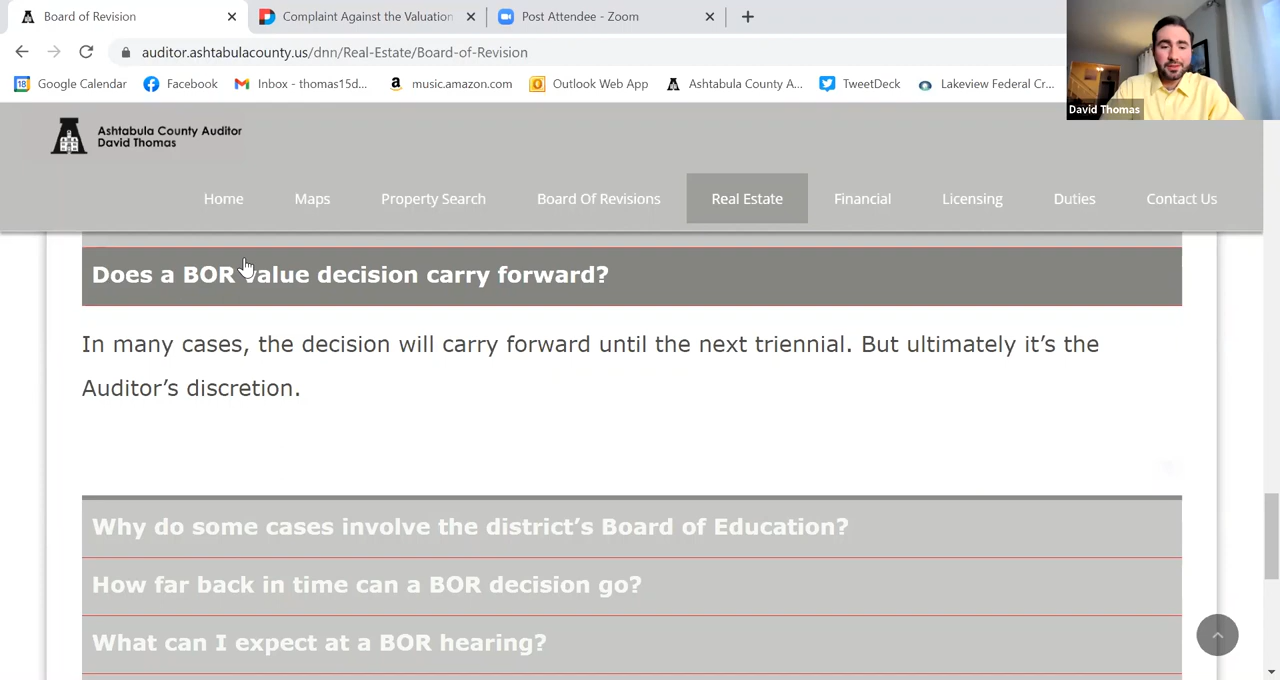 Board of Revision
Complaint Against the Valuation
Post Attendee - Zoom
auditor.ashtabulacounty.us/dnn/Real-Estate/Board-of-Revision
18
Google Calendar
Facebook
Inbox - thomas15d...
music.amazon.com
Outlook Web App
Ashtabula County A...
TweetDeck
Lakeview Federal Cr...
David Thomas
Ashtabula County Auditor
David Thomas
Home
Maps
Property Search
Board Of Revisions
Real Estate
Financial
Licensing
Duties
Contact Us
Does a BOR value decision carry forward?
In many cases, the decision will carry forward until the next triennial. But ultimately it’s the
Auditor’s discretion.
Why do some cases involve the district’s Board of Education?
How far back in time can a BOR decision go?
What can I expect at a BOR hearing?